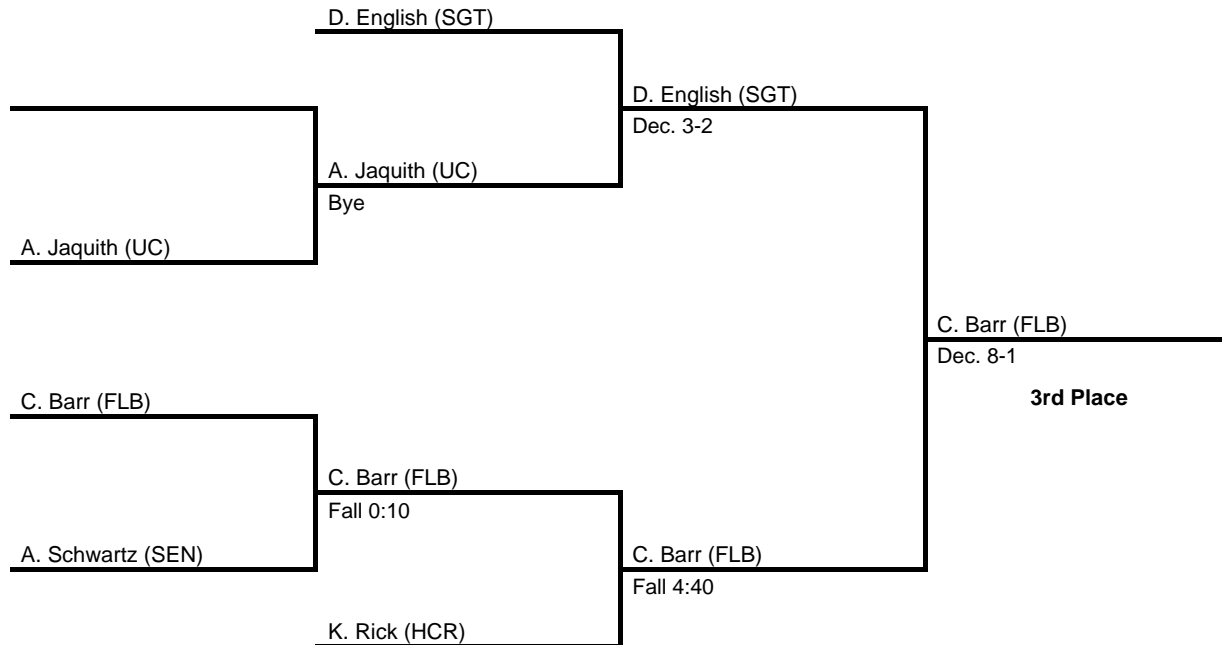 D. English (SGT)
D. English (SGT)
Dec. 3-2
A. Jaquith (UC)
Bye
A. Jaquith (UC)
C. Barr (FLB)
Dec. 8-1
3rd Place
C. Barr (FLB)
C. Barr (FLB)
Fall 0:10
A. Schwartz (SEN)
C. Barr (FLB)
Fall 4:40
K. Rick (HCR)